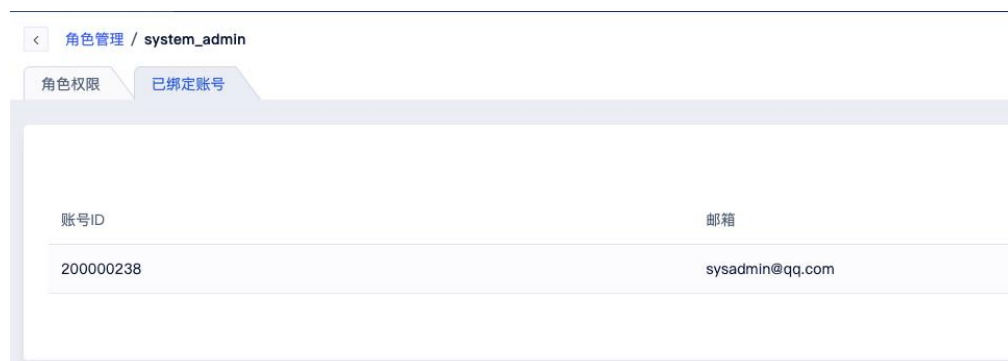 角色管理 / system_admin
角色权限 已绑定账号
账号ID 邮箱
200000238 sysadmin@qq.com